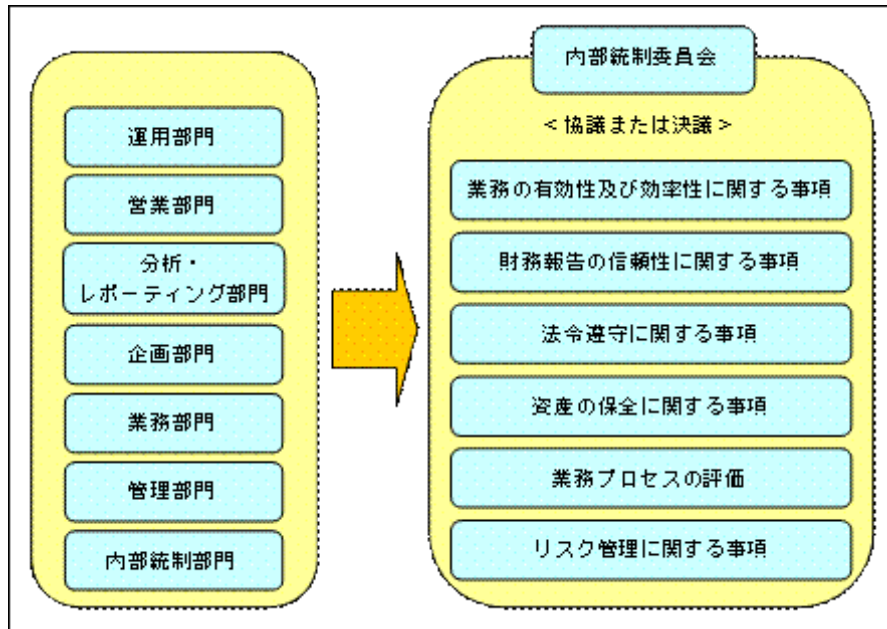 運用部門
営業部門
分析・
レポーティング部門
企画部門
業務部門
管理部門
内部統制部門
内部統制委員会
＜協議または決議＞
業務の有効性及び効率性に関する事項
財務報告の信頼性に関する事項
法令遵守に関する事項
資産の保全に関する事項
業務プロセスの評価
リスク管理に関する事項